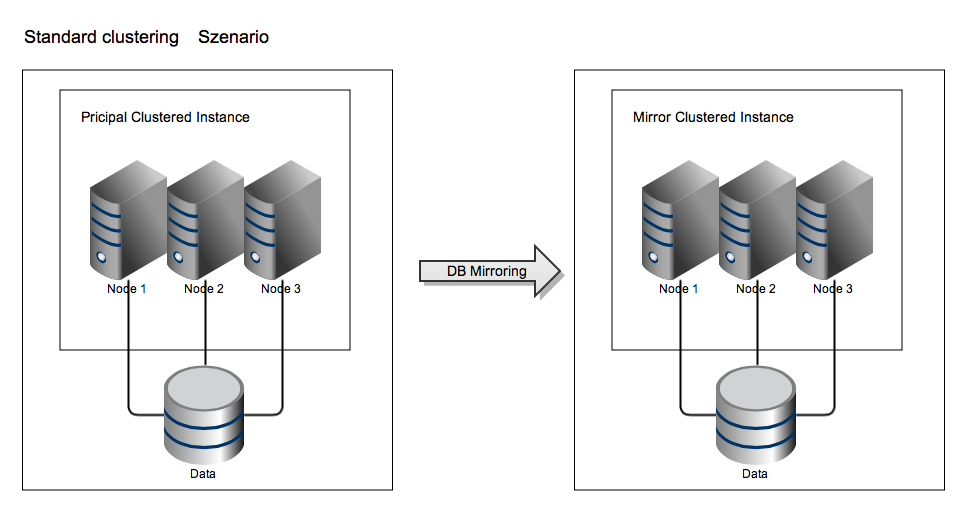 Standard clustering Szenario
Pricipal Clustered Instance
Node 1 Node 2 Node 3
Data
DB Mirroring
Mirror Clustered Instance
Node 1 Node 2 Node 3
Data